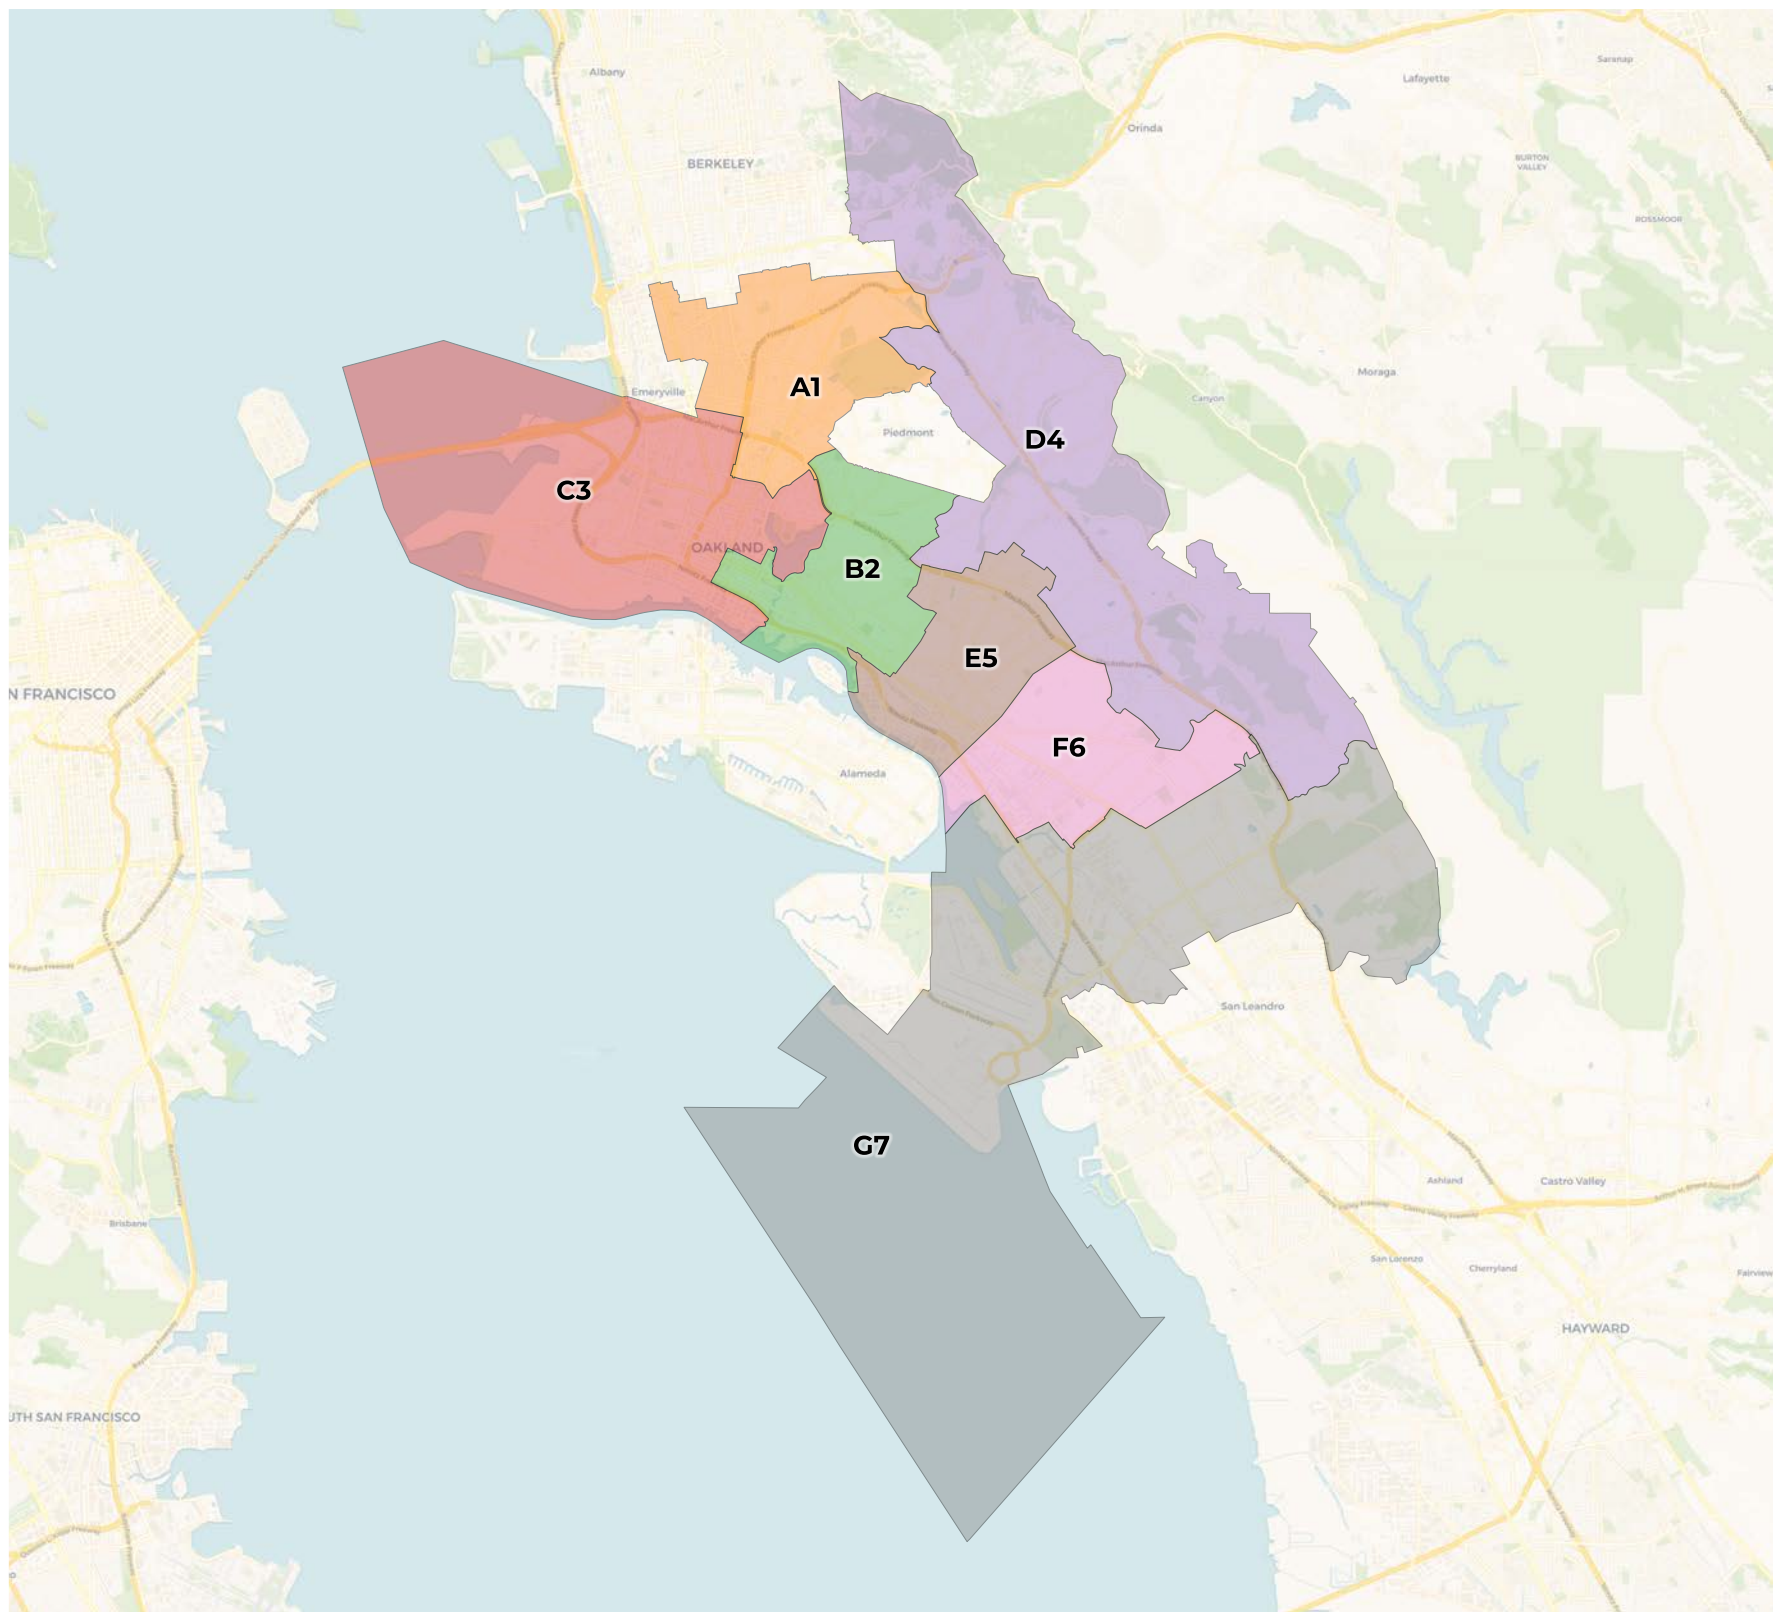 Albany
Lafayette
Saranap
Orinda
BERKELEY
BURTON
VALLEY
ROSSMOOR
Moraga
A1
Emeryville
Canyon
Piedmont
D4
C3
OAKLAND
B2
E5
N FRANCISCO
F6
Alameda
San Leandro
G7
Ashland
Castro Valley
Brisbane
San Lorenzo
Cherryland
Fairview
HAYWARD
UTH SAN FRANCISCO